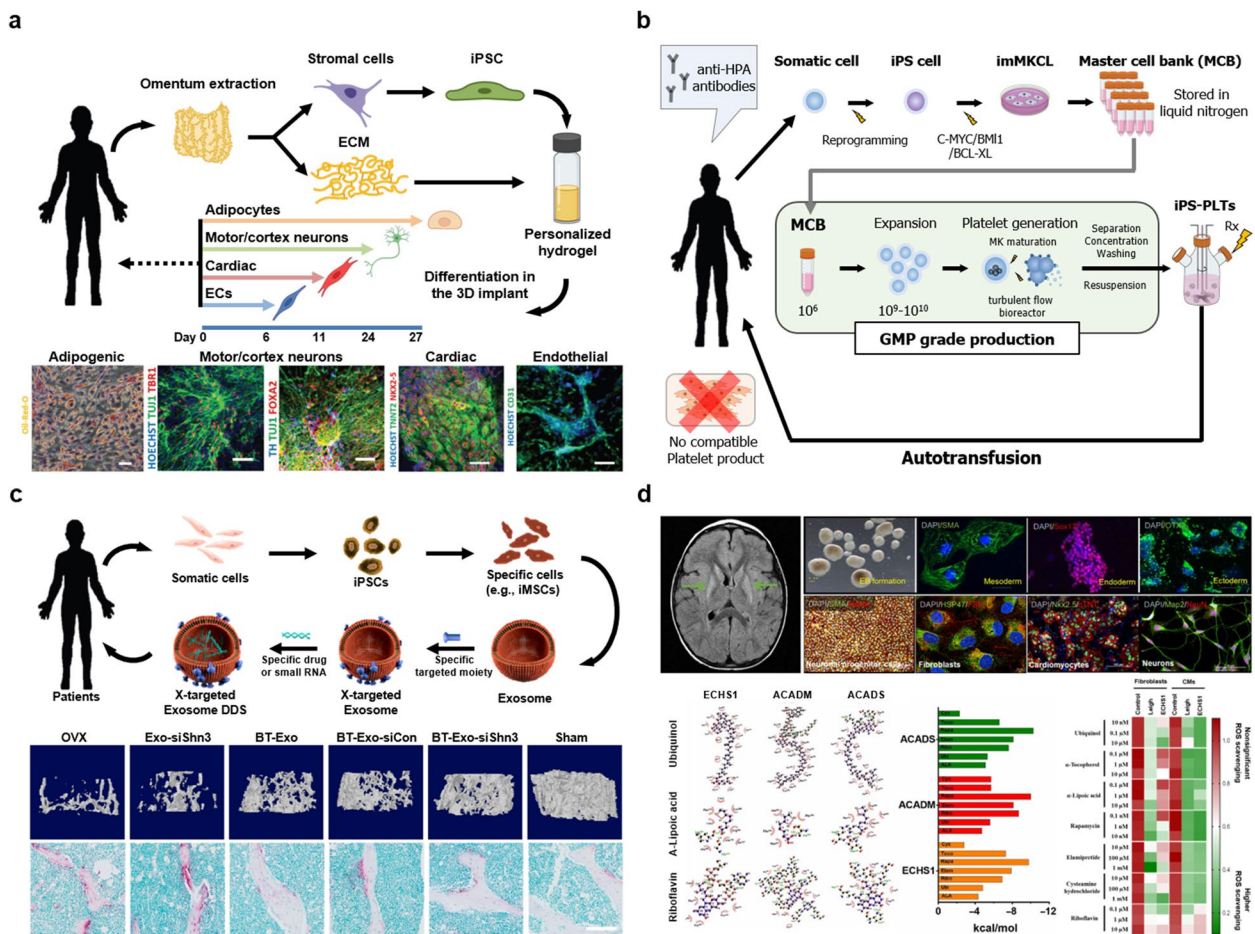 a
Omentum extraction
Stromal cells
iPSC
ECM
Personalized
hydrogel
Adipocytes
Motor/cortex neurons
Cardiac
ECs
Differentiation in
the 3D implant
Day 0 6 11 24 27
Adipogenic
Motor/cortex neurons
Cardiac
Endothelial
Oil-Red-O
HOECHST TUJ1 TBR1
TH TUJ1 FOXA2
HOECHST TNNT2 NKX2-5
HOECHST CD31
b
anti-HPA
antibodies
Somatic cell
iPS cell
imMKCL
Master cell bank (MCB)
Reprogramming
C-MYC/BMI1
/BCL-XL
Stored in
liquid nitrogen
MCB
10⁶
Expansion
10⁹-10¹⁰
Platelet generation
MK maturation
turbulent flow
bioreactor
Separation
Concentration
Washing
Resuspension
iPS-PLTs
Rx
GMP grade production
No compatible
Platelet product
Autotransfusion
c
Patients
Somatic cells
iPSCs
Specific cells
(e.g., iMSCs)
X-targeted
Exosome DDS
Specific drug
or small RNA
X-targeted
Exosome
Specific
targeted moiety
Exosome
OVX
Exo-siShn3
BT-Exo
BT-Exo-siCon
BT-Exo-siShn3
Sham
d
EB formation
DAPI/SMA
Mesoderm
Endoderm
Ectoderm
Neuronal progenitor cells
DAPI/HSP47/
Fibroblasts
DAPI/Nkx2.5/
Cardiomyocytes
DAPI/Map2/
Neurons
ECHS1
ACADM
ACADS
Ubiquinol
A-Lipoic acid
Riboflavin
ACADS
ACADM
ECHS1
0 -4 -8 -12
kcal/mol
Fibroblasts
CMs
Control
Leigh
ECHS1
Control
Leigh
ECHS1
Ubiquinol
10 nM
0.1 µM
10 µM
α-Tocopherol
0.1 µM
1 µM
10 µM
α-Lipoic acid
0.1 µM
1 µM
10 µM
Rapamycin
0.1 nM
1 nM
10 nM
Elamipretide
10 µM
100 µM
1 mM
Cysteamine
hydrochloride
10 µM
100 µM
1 mM
Riboflavin
0.1 µM
1 µM
10 µM
1.0
0.8
0.6
0.4
0.2
Nonsignificant
ROS scavenging
Higher
ROS scavenging